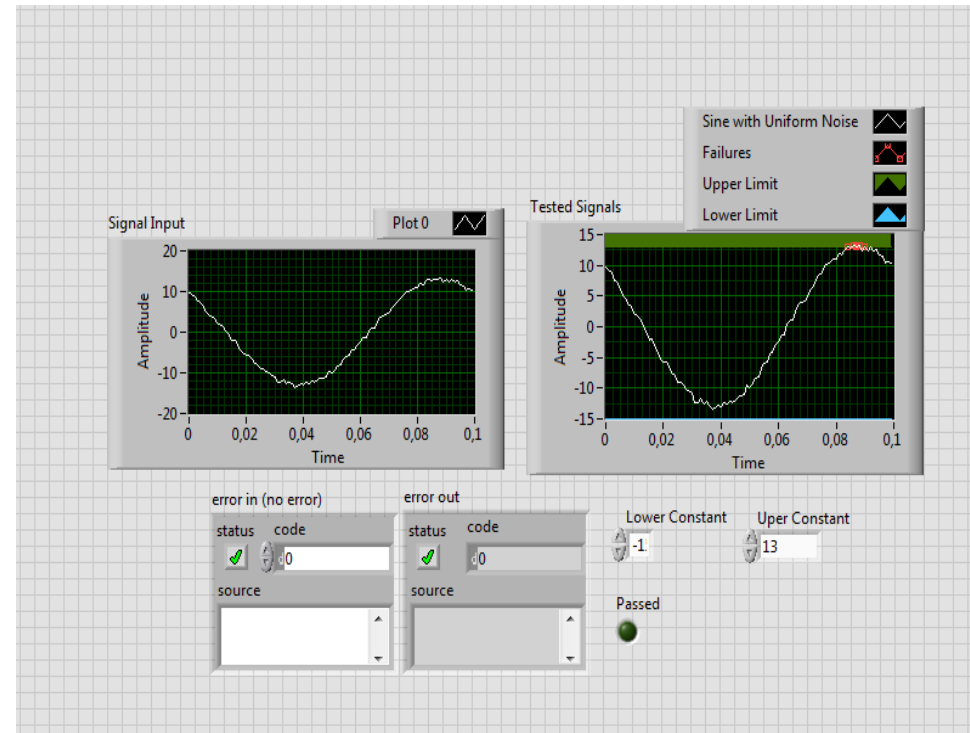 Sine with Uniform Noise
Failures
Upper Limit
Lower Limit
Signal Input
Plot 0
Tested Signals
20
10
0
-10
-20
Amplitude
0
0,02
0,04
0,06
0,08
0,1
Time
15
10
5
0
-5
-10
-15
Amplitude
0
0,02
0,04
0,06
0,08
0,1
Time
error in (no error)
status
code
d0
source
error out
status
code
d0
source
Lower Constant
Uper Constant
13
Passed